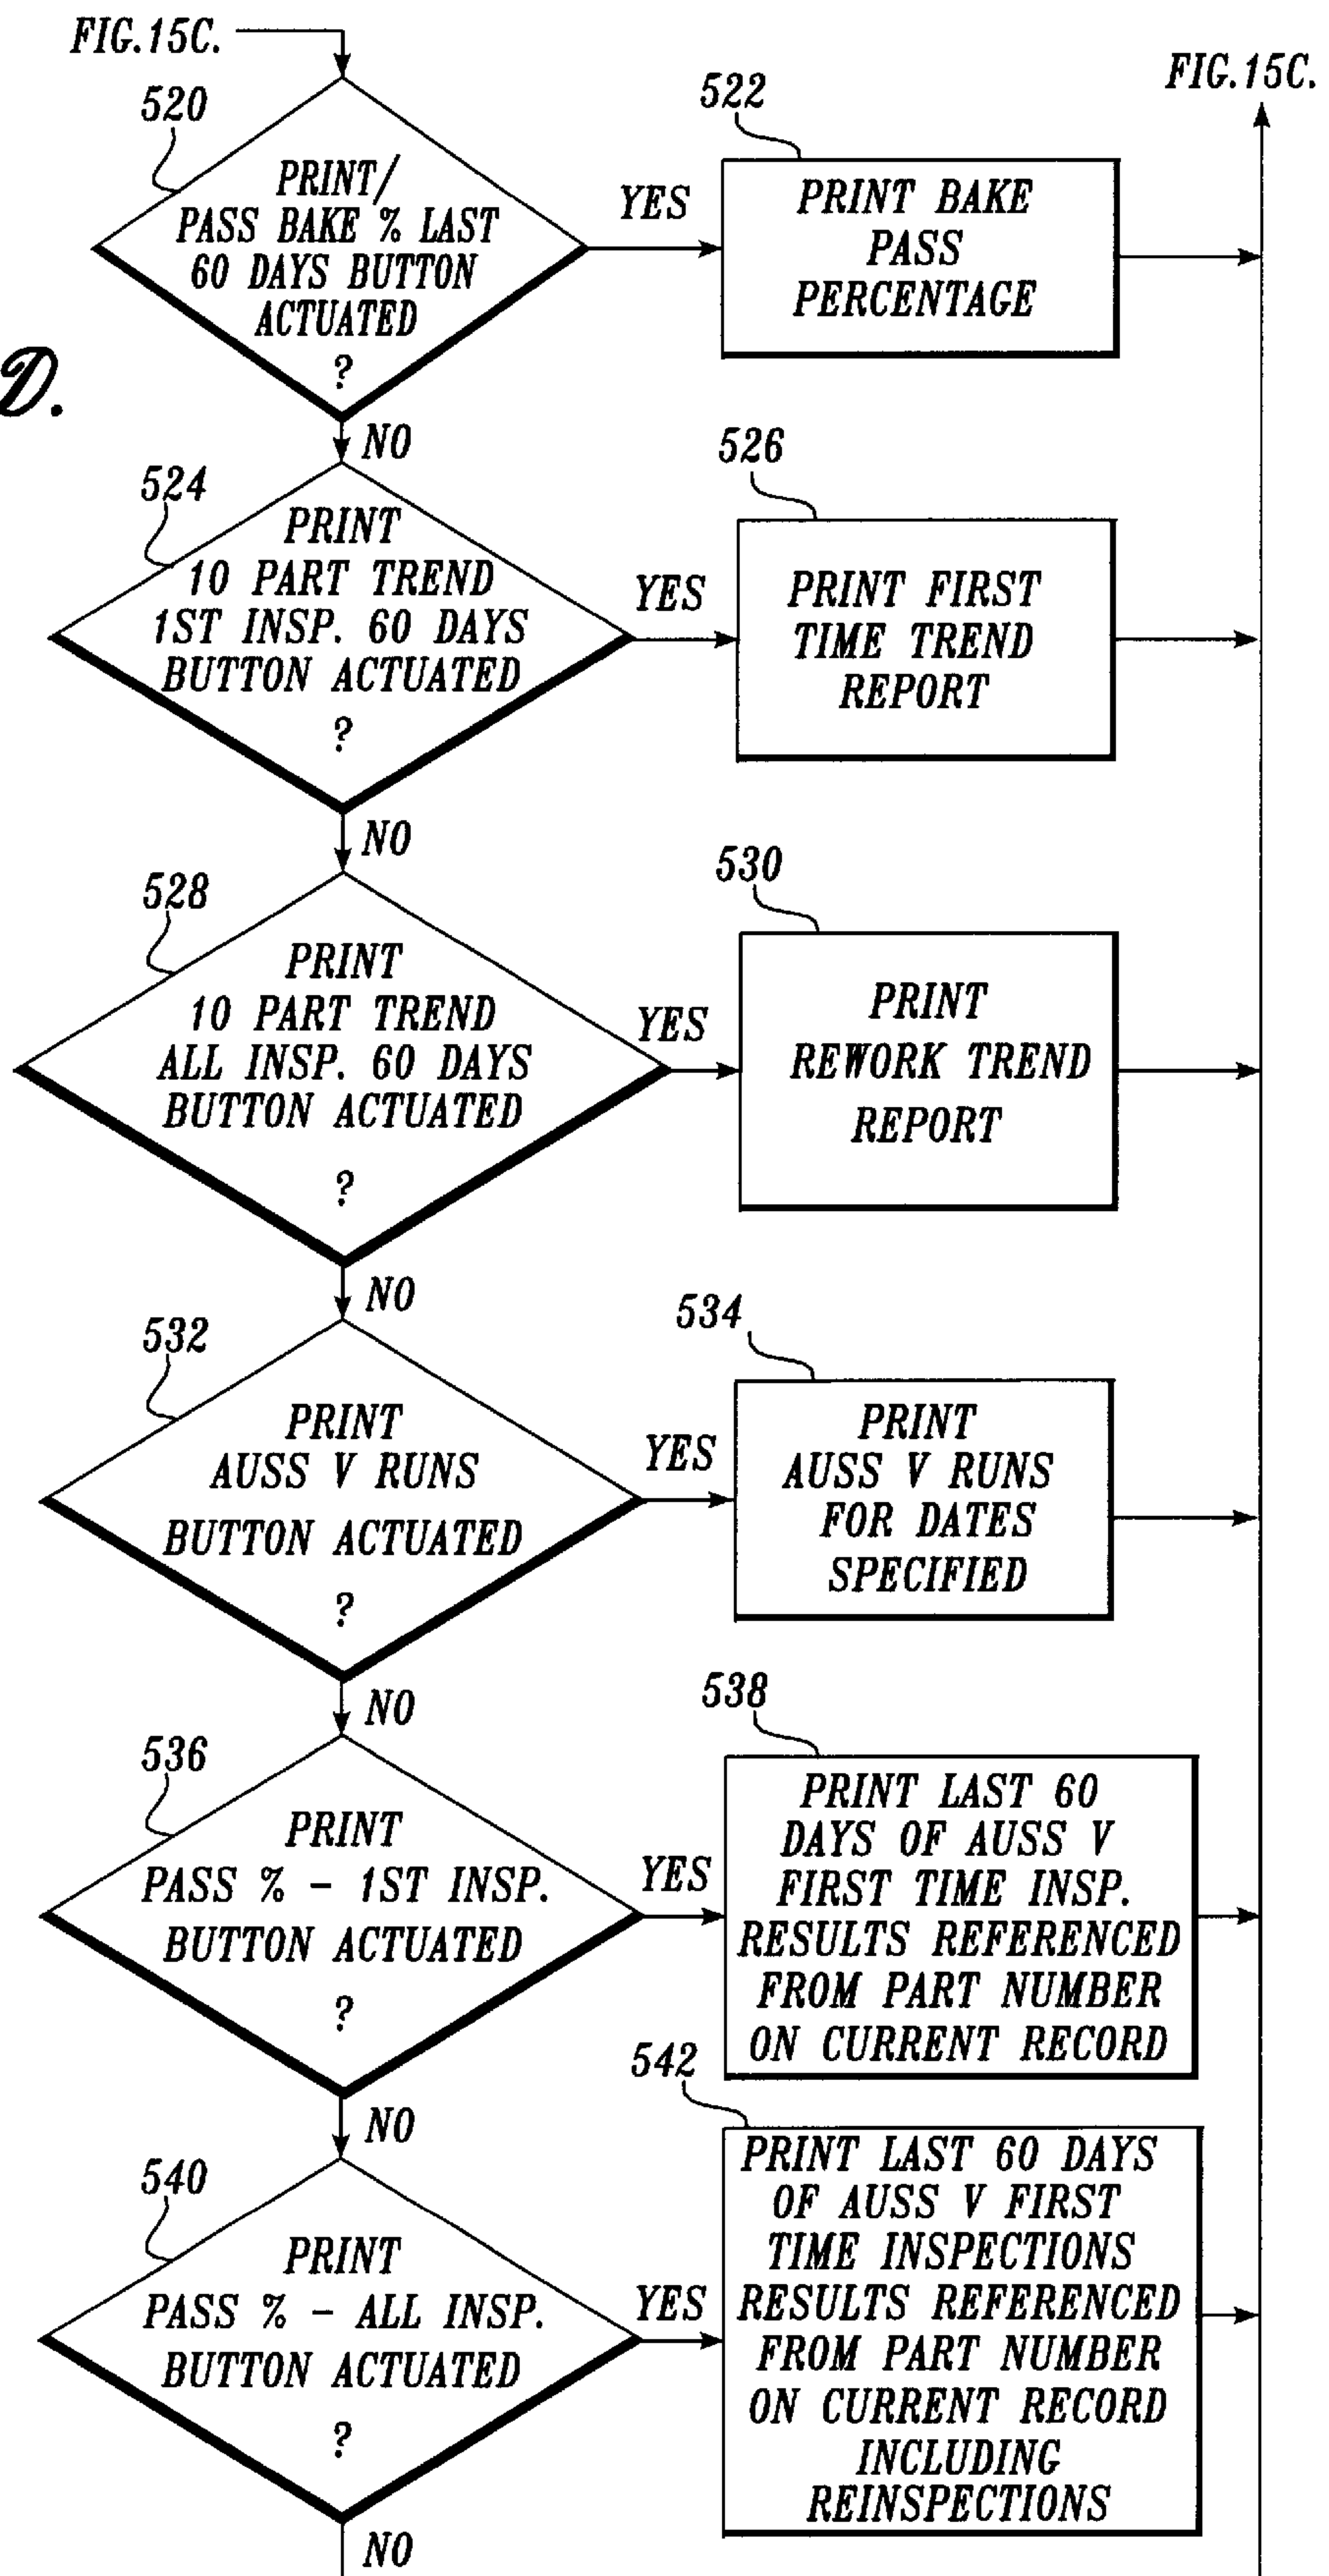 FIG.15C.
FIG.15C.
520
PRINT/
PASS BAKE % LAST
60 DAYS BUTTON
ACTUATED
?
YES
522
PRINT BAKE
PASS
PERCENTAGE
D.
NO
524
PRINT
10 PART TREND
1ST INSP. 60 DAYS
BUTTON ACTUATED
?
YES
526
PRINT FIRST
TIME TREND
REPORT
NO
528
PRINT
10 PART TREND
ALL INSP. 60 DAYS
BUTTON ACTUATED
?
YES
530
PRINT
REWORK TREND
REPORT
NO
532
PRINT
AUSS V RUNS
BUTTON ACTUATED
?
YES
534
PRINT
AUSS V RUNS
FOR DATES
SPECIFIED
NO
536
PRINT
PASS % - 1ST INSP.
BUTTON ACTUATED
?
YES
538
PRINT LAST 60
DAYS OF AUSS V
FIRST TIME INSP.
RESULTS REFERENCED
FROM PART NUMBER
ON CURRENT RECORD
NO
540
PRINT
PASS % - ALL INSP.
BUTTON ACTUATED
?
YES
542
PRINT LAST 60 DAYS
OF AUSS V FIRST
TIME INSPECTIONS
RESULTS REFERENCED
FROM PART NUMBER
ON CURRENT RECORD
INCLUDING
REINSPECTIONS
NO